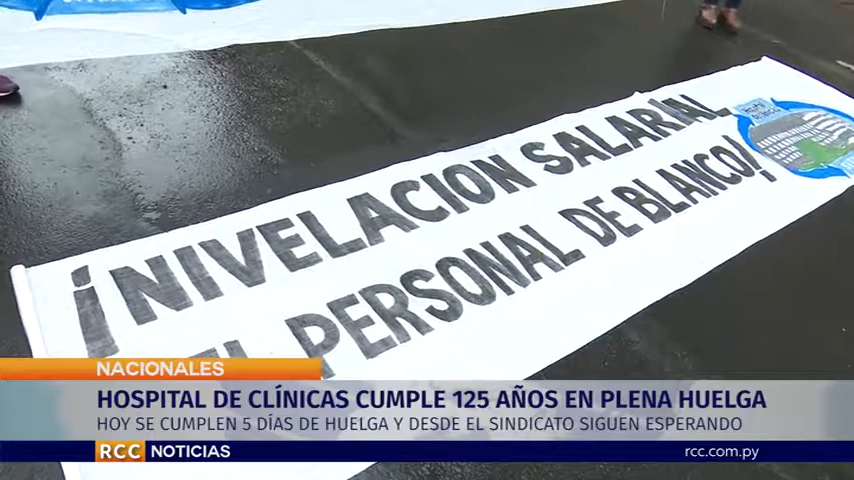 ¡NIVELACION SALARIAL
EL PERSONAL DE BLANCO!
NACIONALES
HOSPITAL DE CLÍNICAS CUMPLE 125 AÑOS EN PLENA HUELGA
HOY SE CUMPLEN 5 DÍAS DE HUELGA Y DESDE EL SINDICATO SIGUEN ESPERANDO
RCC NOTICIAS
rcc.com.py